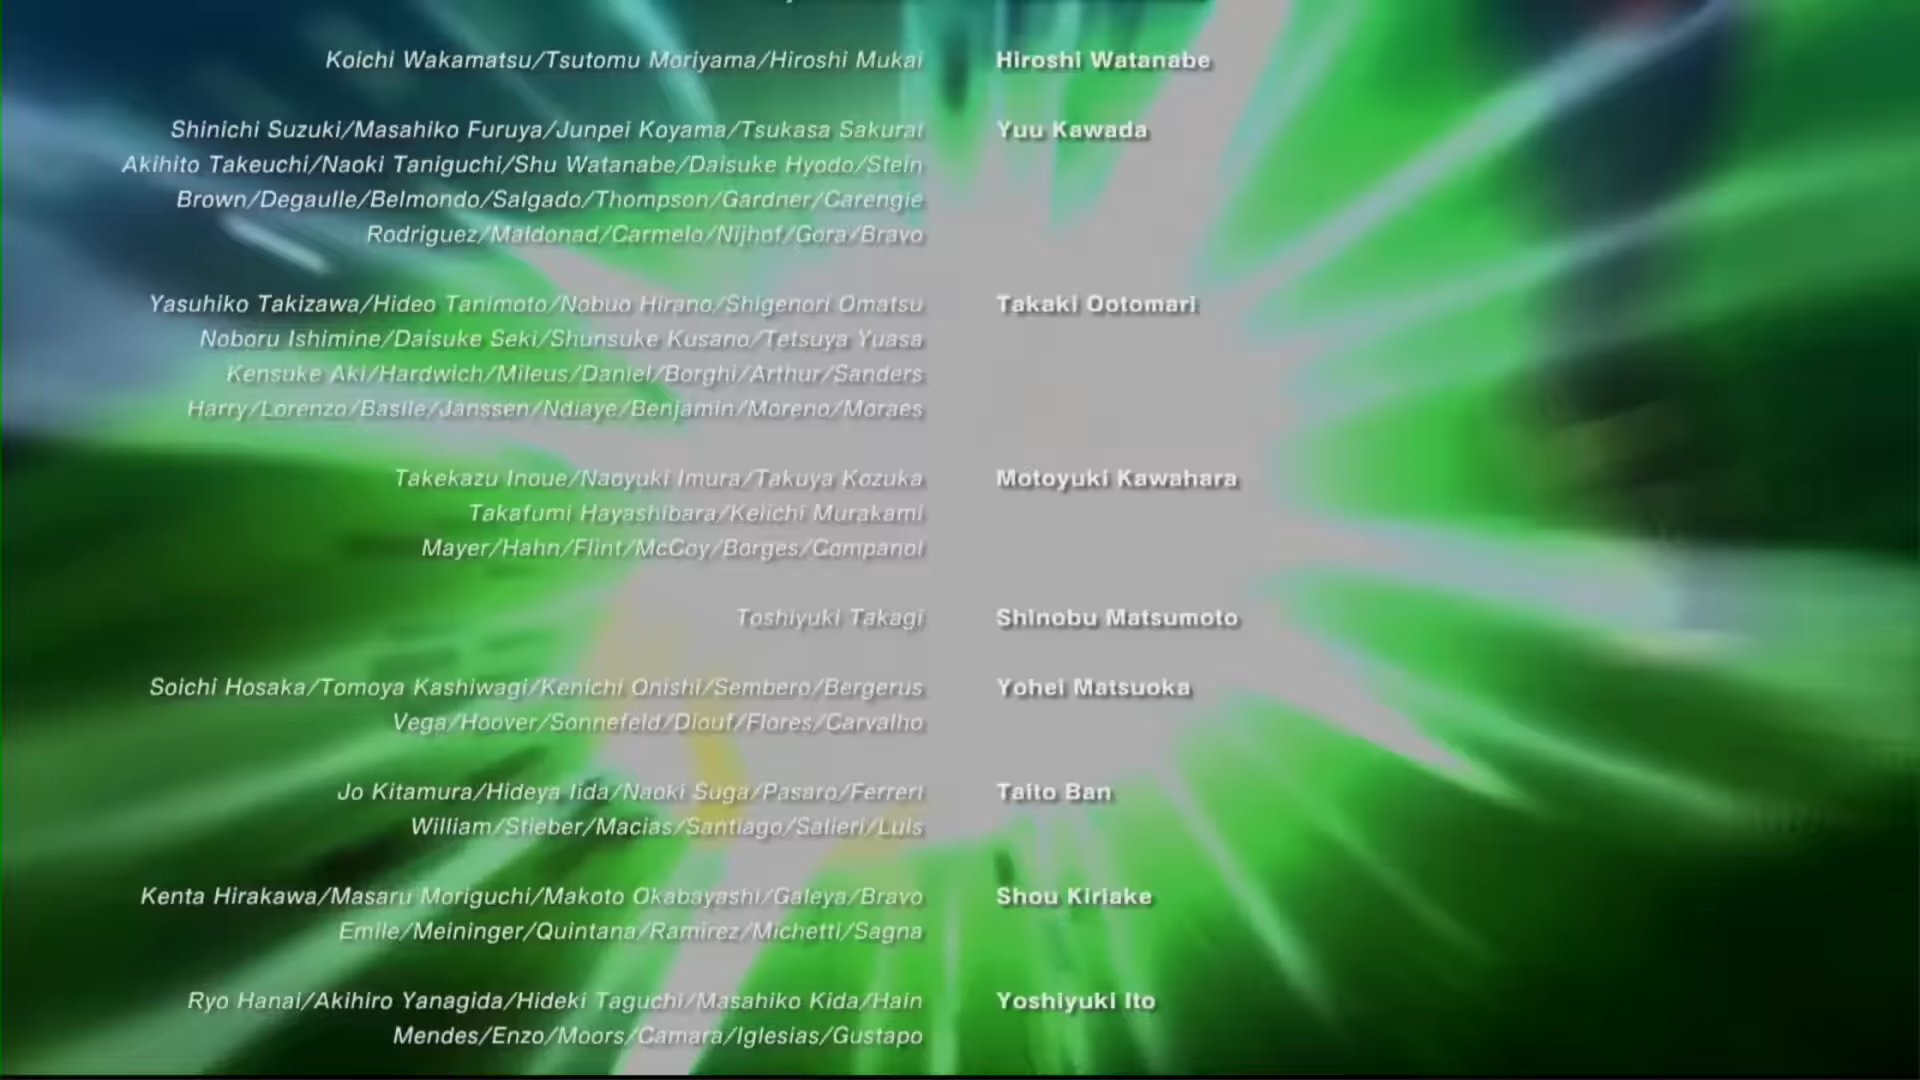 Koichi Wakamatsu/Tsutomu Moriyama/Hiroshi Mukai Hiroshi Watanabe
Shinichi Suzuki/Masahiko Furuya/Junpei Koyama/Tsukasa Sakurai Yuu Kawada
Akihito Takeuchi/Naoki Taniguchi/Shu Watanabe/Daisuke Hyodo/Stein
Brown/Degaulle/Belmondo/Salgado/Thompson/Gardner/Carengie
Rodriguez/Maldonad/Carmelo/Nijhof/Gora/Bravo
Yasuhiko Takizawa/Hideo Tanimoto/Nobuo Hirano/Shigenori Omatsu Takaki Ootomari
Noboru Ishimine/Daisuke Seki/Shunsuke Kusano/Tetsuya Yuasa
Kensuke Aki/Hardwich/Mileus/Daniel/Borghi/Arthur/Sanders
Harry/Lorenzo/Basile/Janssen/Ndiaye/Benjamin/Moreno/Moraes
Takekazu Inoue/Naoyuki Imura/Takuya Kozuka Motoyuki Kawahara
Takafumi Hayashibara/Keiichi Murakami
Mayer/Hahn/Flint/McCoy/Borges/Companol
Toshiyuki Takagi Shinobu Matsumoto
Soichi Hosaka/Tomoya Kashiwagi/Kenichi Onishi/Sembero/Bergerus Yohei Matsuoka
Vega/Hoover/Sonnefeld/Diouf/Flores/Carvalho
Jo Kitamura/Hideya Iida/Naoki Suga/Pasaro/Ferreri Taito Ban
William/Stieber/Macias/Santiago/Salieri/Luis
Kenta Hirakawa/Masaru Moriguchi/Makoto Okabayashi/Galeya/Bravo Shou Kiriake
Emile/Meininger/Quintana/Ramirez/Michetti/Sagna
Ryo Hanai/Akihiro Yanagida/Hideki Taguchi/Masahiko Kida/Hain Yoshiyuki Ito
Mendes/Enzo/Moors/Camara/Iglesias/Gustapo